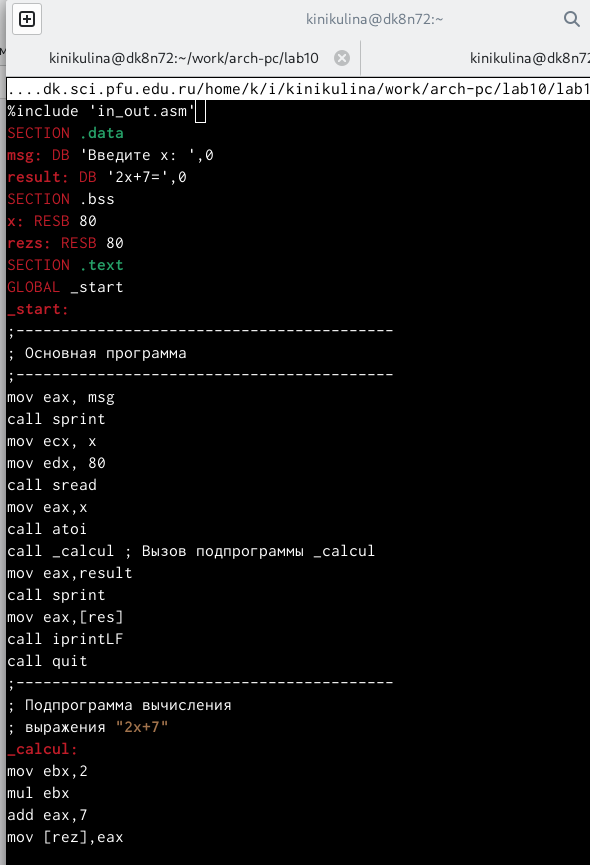 kinikulina@dk8n72:~
kinikulina@dk8n72:~/work/arch-pc/lab10
kinikulina@dk8n72
....dk.sci.pfu.edu.ru/home/k/i/kinikulina/work/arch-pc/lab10/lab1
%include 'in_out.asm'
SECTION .data
msg: DB 'Введите x: ',0
result: DB '2x+7=',0
SECTION .bss
x: RESB 80
rezs: RESB 80
SECTION .text
GLOBAL _start
_start:
;------------------------------------------
; Основная программа
;------------------------------------------
mov eax, msg
call sprint
mov ecx, x
mov edx, 80
call sread
mov eax,x
call atoi
call _calcul ; Вызов подпрограммы _calcul
mov eax,result
call sprint
mov eax,[res]
call iprintLF
call quit
;------------------------------------------
; Подпрограмма вычисления
; выражения "2x+7"
_calcul:
mov ebx,2
mul ebx
add eax,7
mov [rez],eax